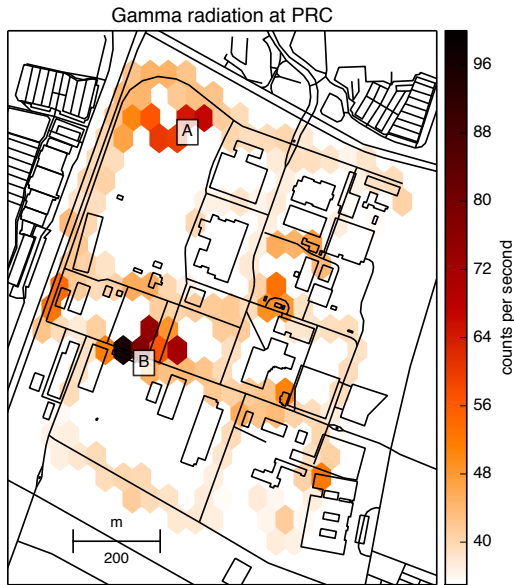 Gamma radiation at PRC
A
B
m
200
96
88
80
72
64
56
48
40
counts per second